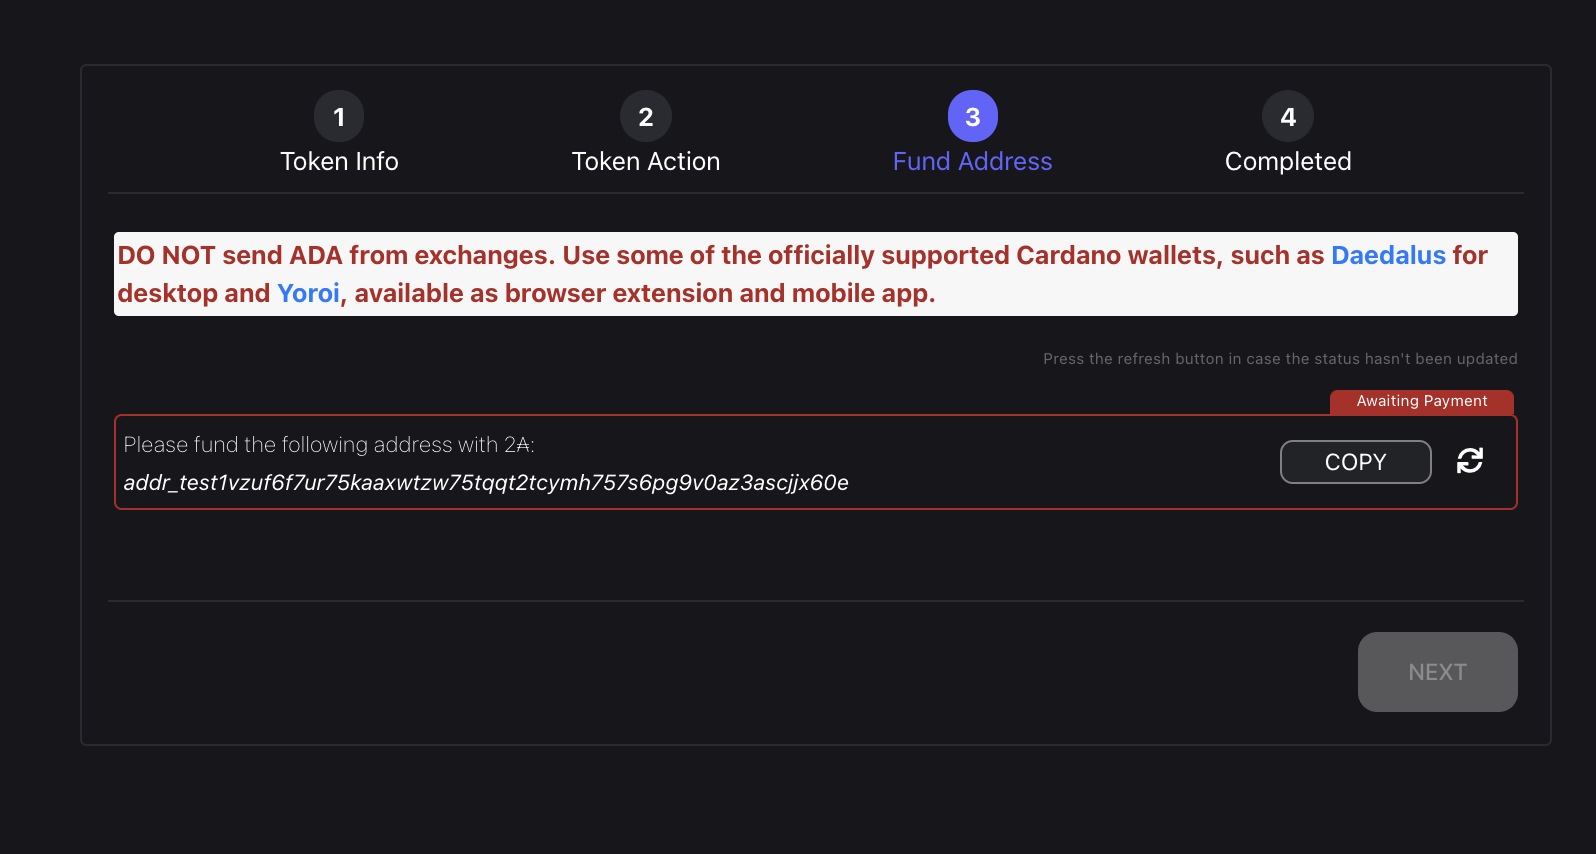 1 2 3 4
Token Info Token Action Fund Address Completed
DO NOT send ADA from exchanges. Use some of the officially supported Cardano wallets, such as Daedalus for
desktop and Yoroi, available as browser extension and mobile app.
Press the refresh button in case the status hasn't been updated
Awaiting Payment
Please fund the following address with 2₳:
addr_test1vzuf6f7ur75kaaxwtzw75tqqt2tcymh757s6pg9v0az3ascjjx60e
COPY
NEXT